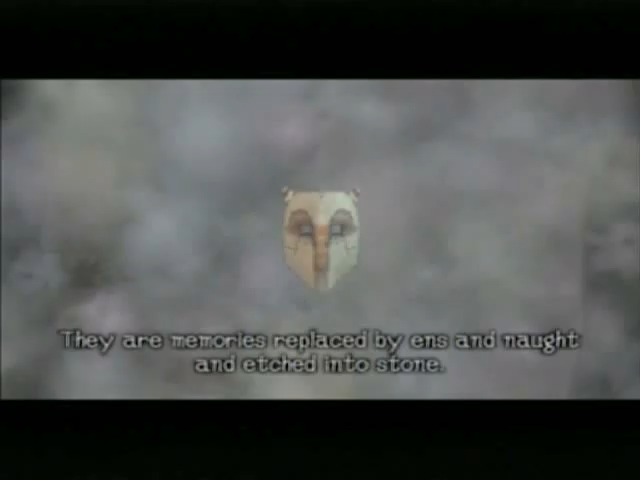 They are memories replaced by ens and naught
and etched into stone.